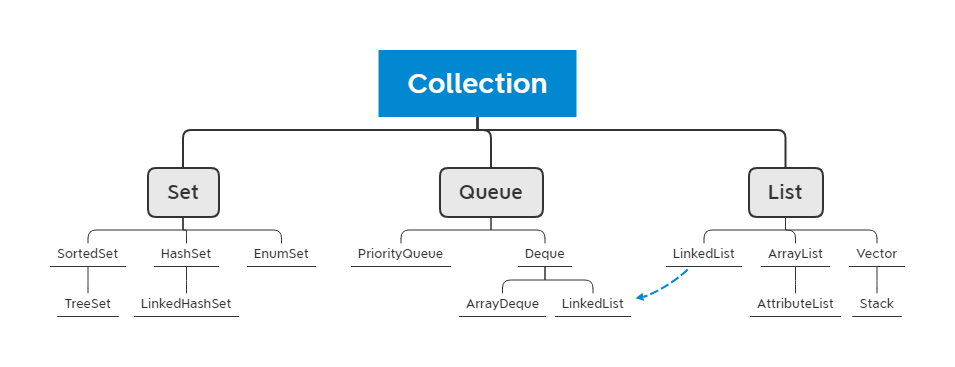 Collection
Set
Queue
List
SortedSet
HashSet
EnumSet
PriorityQueue
Deque
LinkedList
ArrayList
Vector
TreeSet
LinkedHashSet
ArrayDeque
LinkedList
AttributeList
Stack